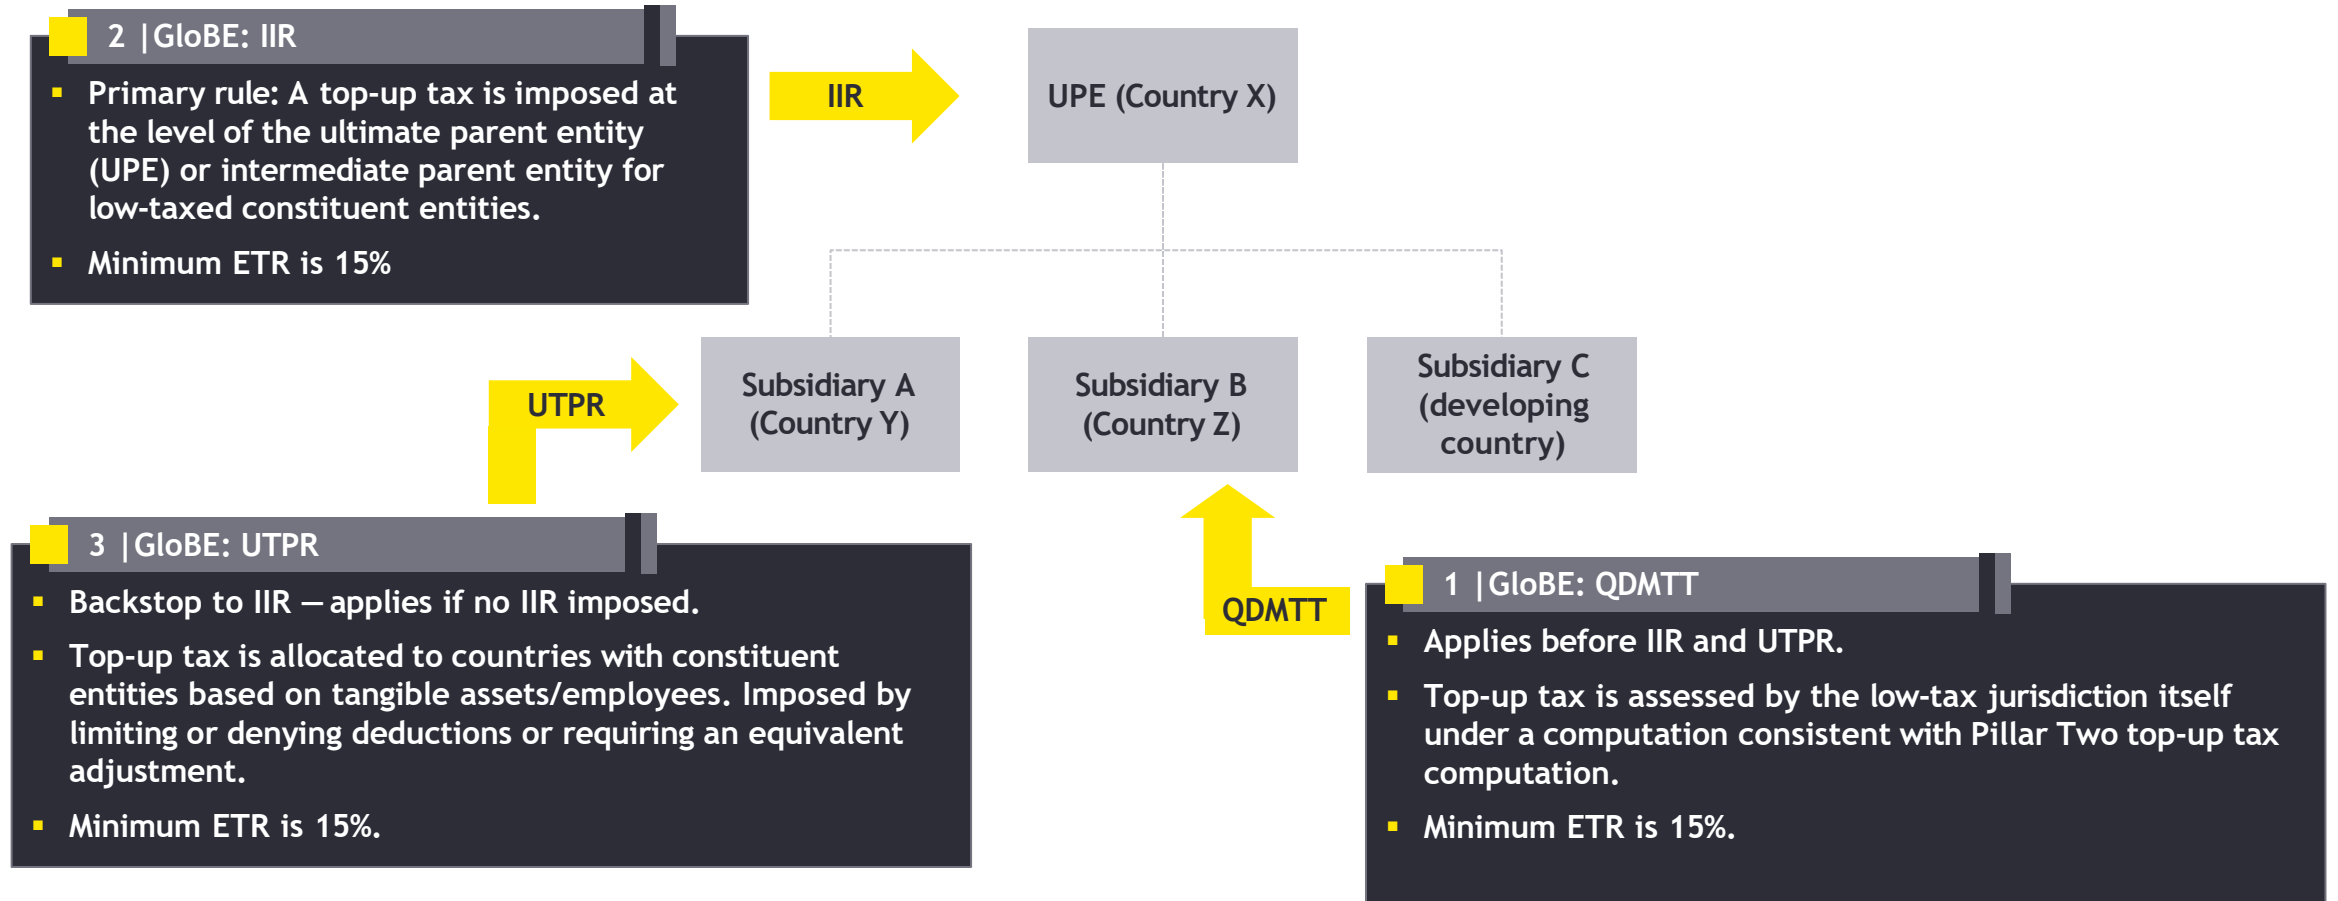 2 |GloBE: IIR
▪ Primary rule: A top-up tax is imposed at
the level of the ultimate parent entity
(UPE) or intermediate parent entity for
low-taxed constituent entities.
▪ Minimum ETR is 15%
IIR
UPE (Country X)
UTPR
Subsidiary A
(Country Y)
Subsidiary B
(Country Z)
Subsidiary C
(developing
country)
3 |GloBE: UTPR
▪ Backstop to IIR — applies if no IIR imposed.
▪ Top-up tax is allocated to countries with constituent
entities based on tangible assets/employees. Imposed by
limiting or denying deductions or requiring an equivalent
adjustment.
▪ Minimum ETR is 15%.
QDMTT
1 |GloBE: QDMTT
▪ Applies before IIR and UTPR.
▪ Top-up tax is assessed by the low-tax jurisdiction itself
under a computation consistent with Pillar Two top-up tax
computation.
▪ Minimum ETR is 15%.